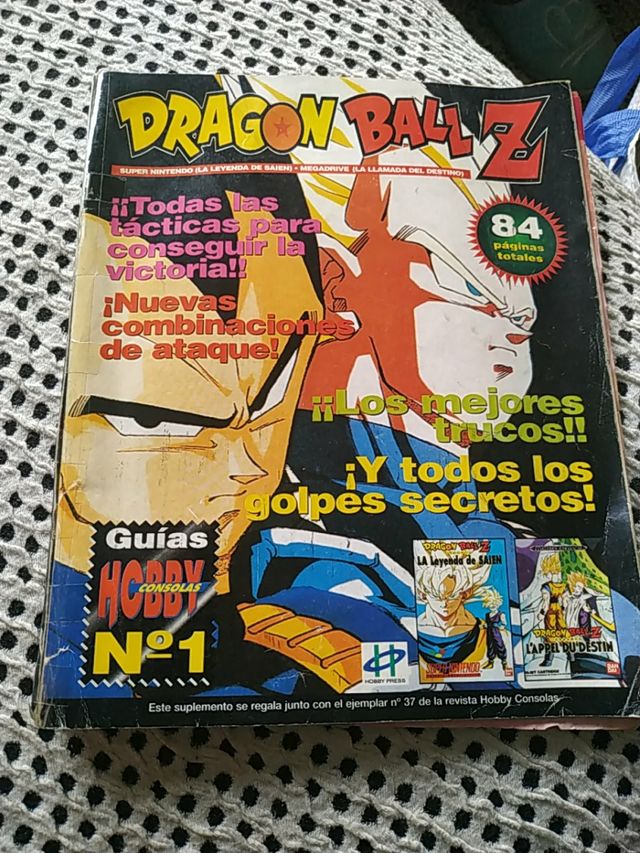 DRAGON BALL Z
SUPER NINTENDO (LA LEYENDA DE SAIEN) • MEGADRIVE (LA LLAMADA DEL DESTINO)
¡¡Todas las
tácticas para
conseguir la
victoria!!
84
páginas
totales
¡Nuevas
combinaciones
de ataque!
¡¡Los mejores
trucos!!
¡Y todos los
golpes secretos!
Guías
HOBBY
CONSOLAS
Nº1
HOBBY PRESS
DRAGON BALL Z
LA Leyenda de SAIEN
SUPER NINTENDO
DRAGON BALL Z
L'APPEL DU DESTIN
BANDAI
Este suplemento se regala junto con el ejemplar nº 37 de la revista Hobby Consolas